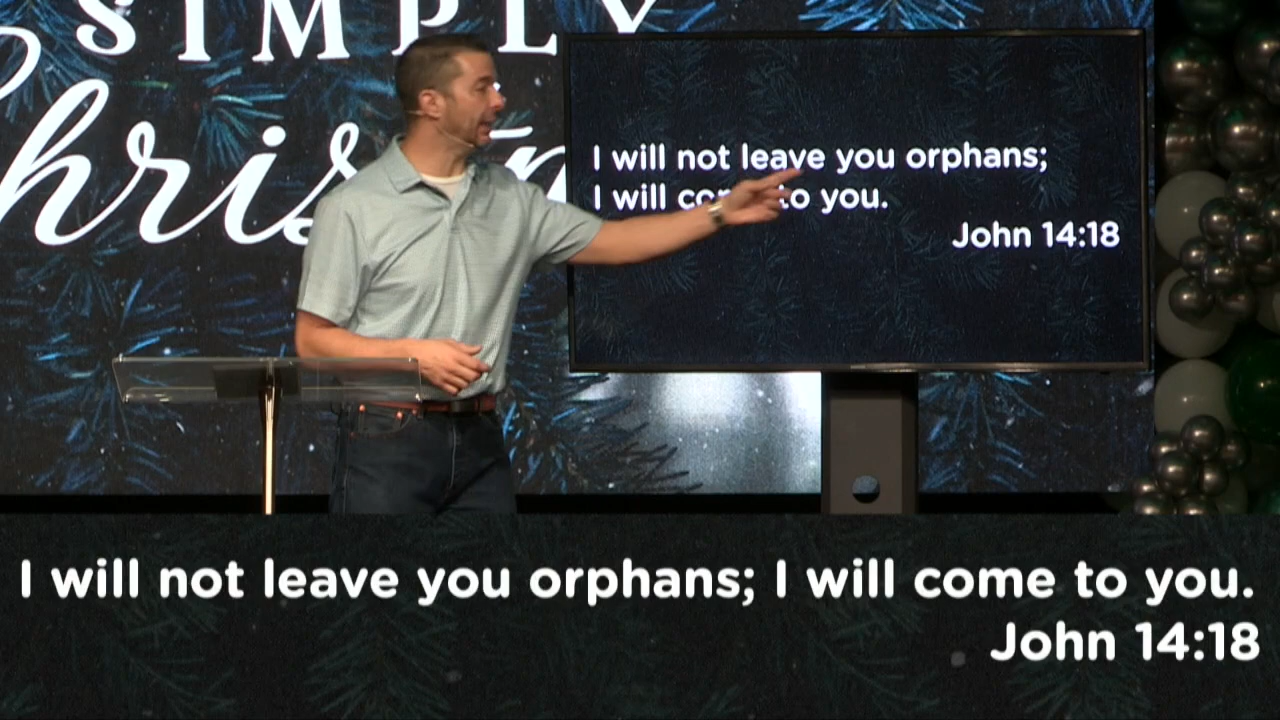 SIMPLY
I will not leave you orphans;
I will come to you.
John 14:18
I will not leave you orphans; I will come to you.
John 14:18